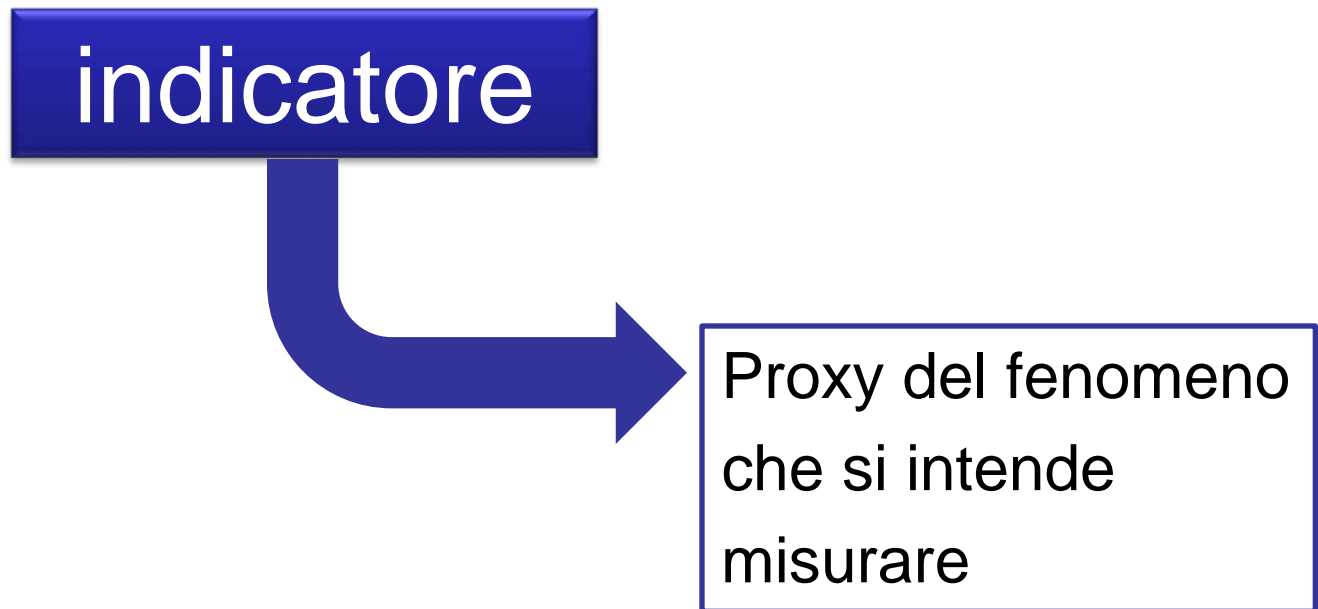 indicatore
Proxy del fenomeno
che si intende
misurare